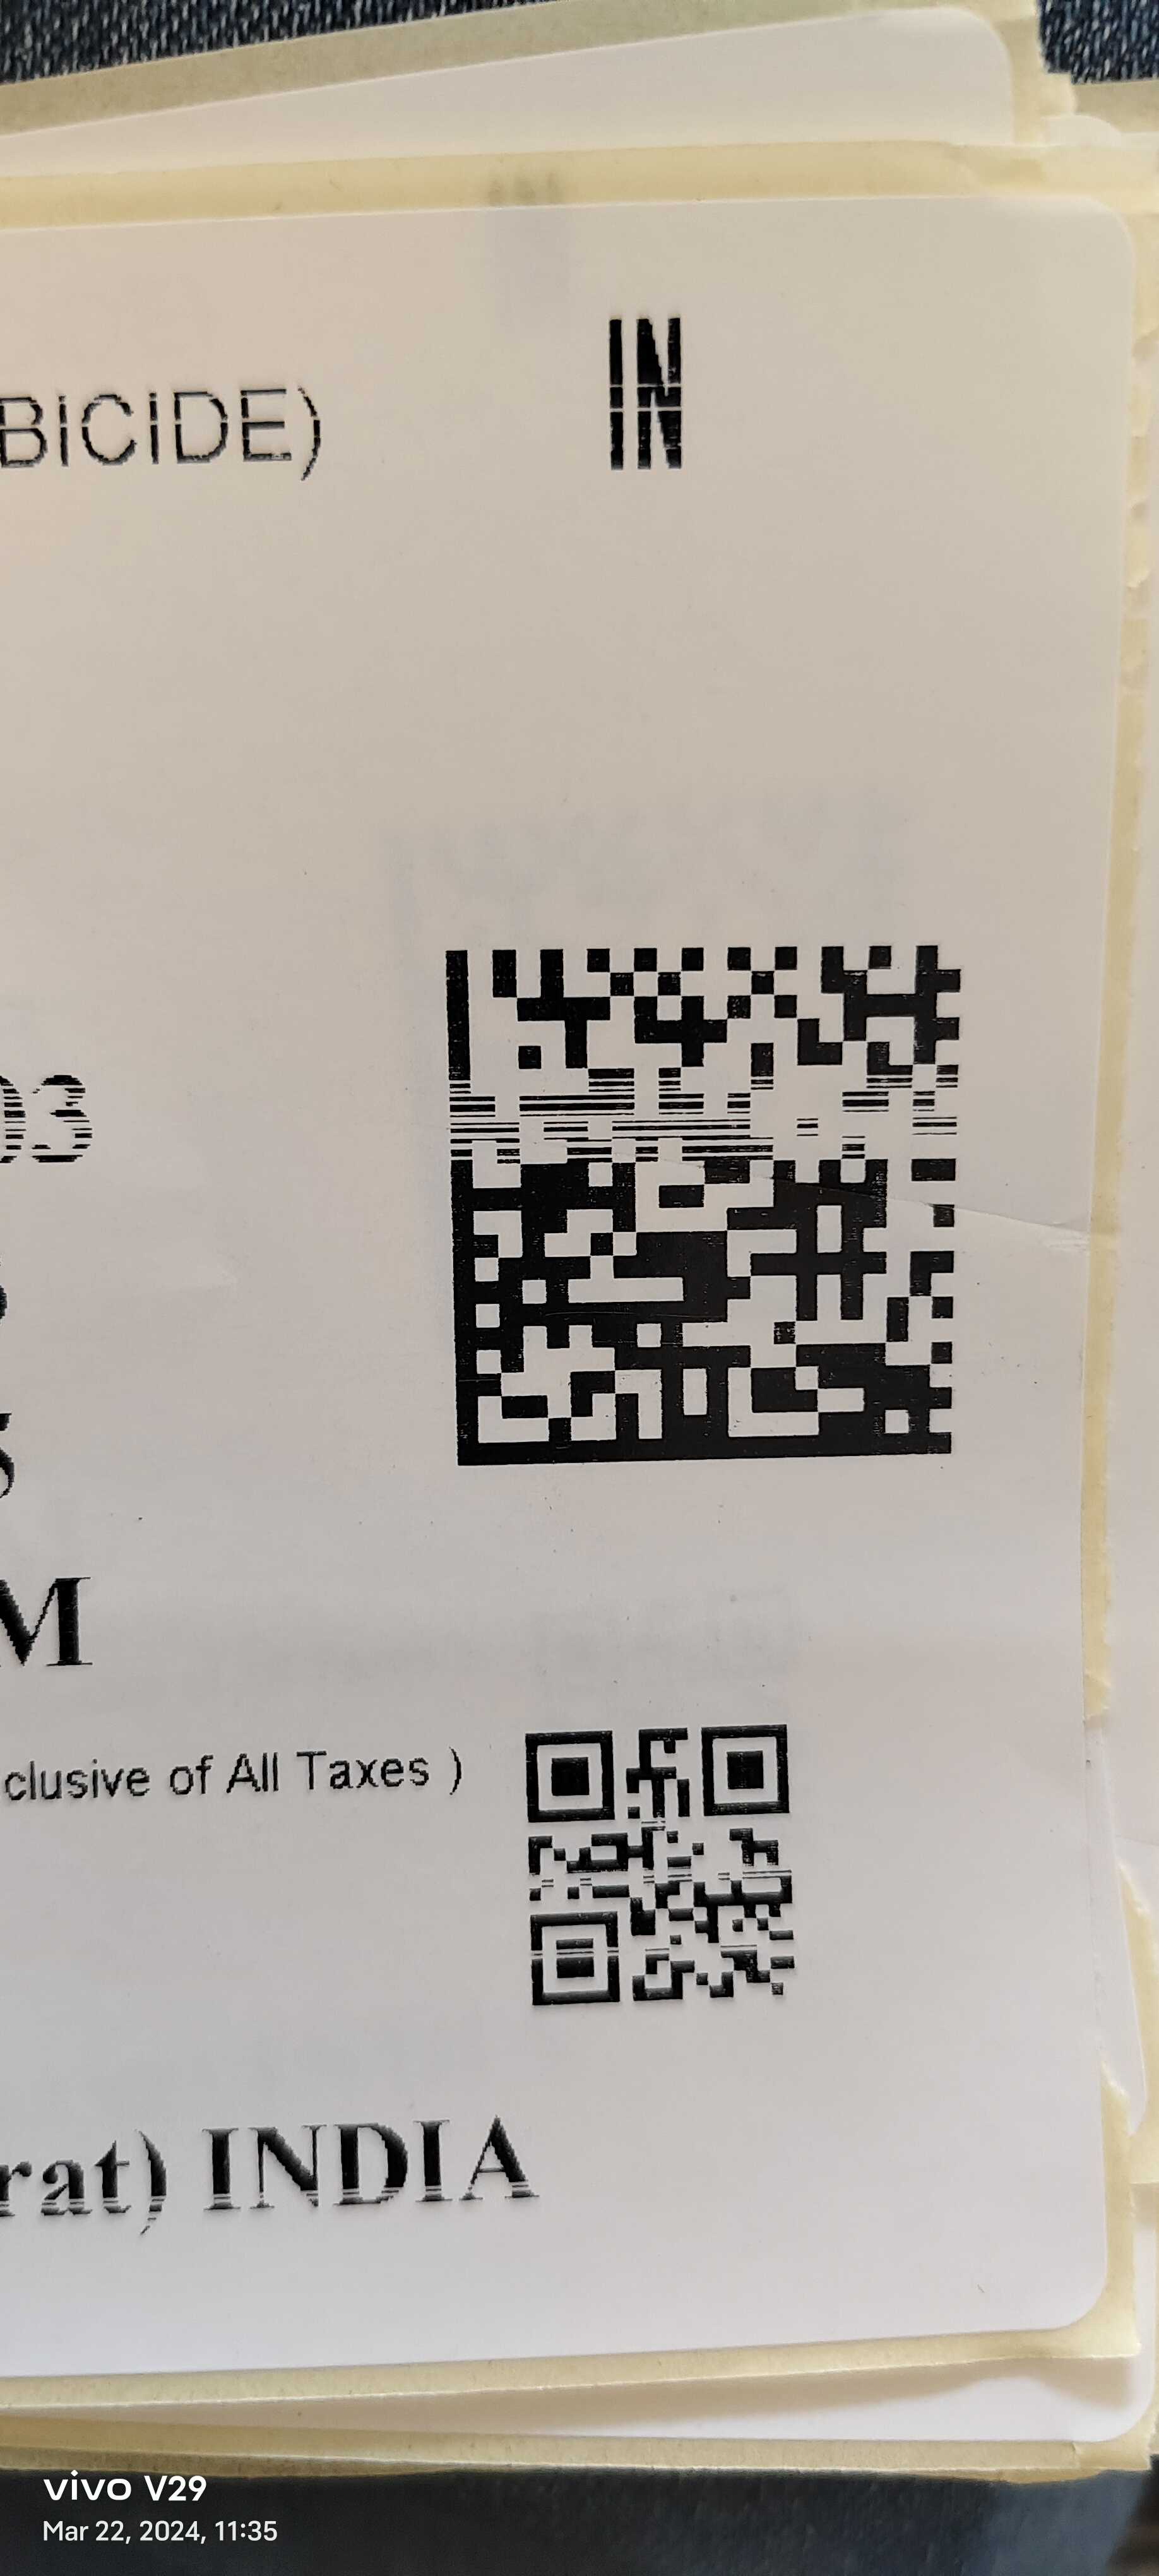 IN
BICIDE)
03
M
clusive of All Taxes )
rat) INDIA
vivo V29
Mar 22, 2024, 11:35